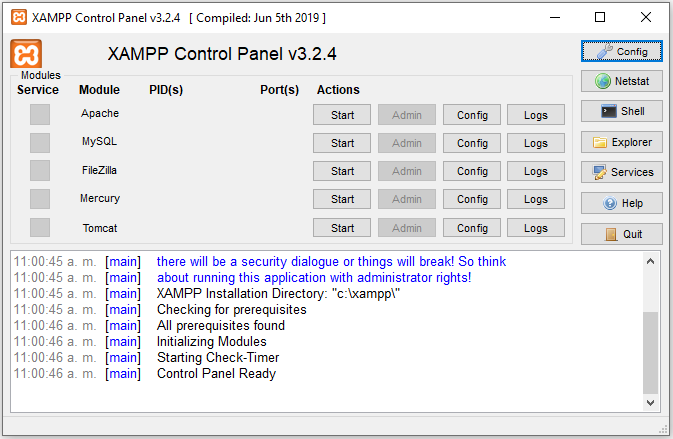 XAMPP Control Panel v3.2.4 [ Compiled: Jun 5th 2019 ]
XAMPP Control Panel v3.2.4
Config
Modules
Service Module PID(s) Port(s) Actions
Netstat
Apache Start Admin Config Logs
Shell
MySQL Start Admin Config Logs
Explorer
FileZilla Start Admin Config Logs
Services
Mercury Start Admin Config Logs
Help
Tomcat Start Admin Config Logs
Quit
11:00:45 a. m. [main] there will be a security dialogue or things will break! So think
11:00:45 a. m. [main] about running this application with administrator rights!
11:00:45 a. m. [main] XAMPP Installation Directory: "c:\xampp\"
11:00:45 a. m. [main] Checking for prerequisites
11:00:46 a. m. [main] All prerequisites found
11:00:46 a. m. [main] Initializing Modules
11:00:46 a. m. [main] Starting Check-Timer
11:00:46 a. m. [main] Control Panel Ready